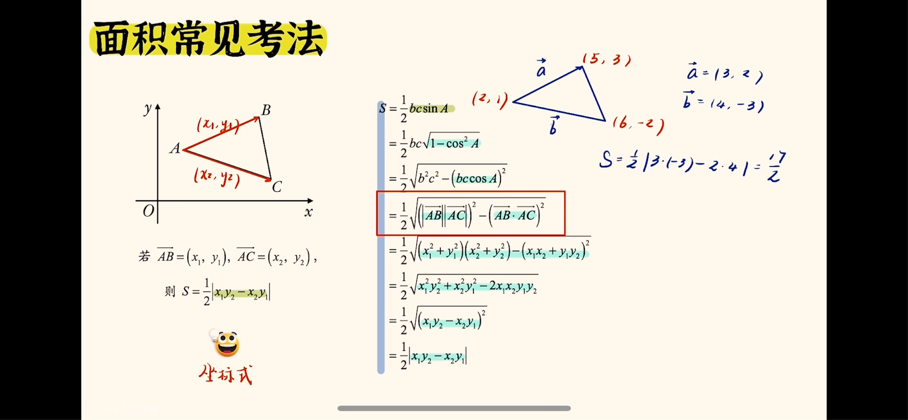 面积常见考法
y
B
(x₁, y₁)
A
(x₂, y₂)
C
O
x
若 AB⃗=(x₁, y₁), AC⃗=(x₂, y₂),
则 S=1/2|x₁y₂−x₂y₁|
坐标式
S=1/2 bc sin A
=1/2 bc√(1−cos²A)
=1/2 √(b²c²−(bc cos A)²)
=1/2 √((|AB⃗||AC⃗|)²−(AB⃗·AC⃗)²)
=1/2 √((x₁²+y₁²)(x₂²+y₂²)−(x₁x₂+y₁y₂)²)
=1/2 √(x₁²y₂²+x₂²y₁²−2x₁x₂y₁y₂)
=1/2 √((x₁y₂−x₂y₁)²)
=1/2|x₁y₂−x₂y₁|
(5, 3)
a⃗
(2, 1)
b⃗
(6, -2)
a⃗=(3, 2)
b⃗=(4, -3)
S=1/2|3·(-3)-2·4|=17/2